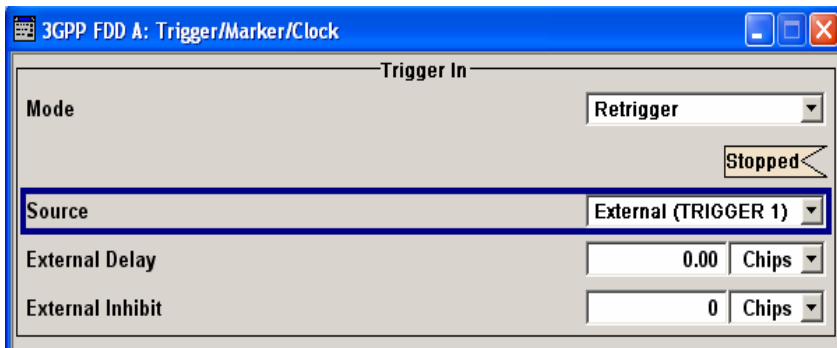 3GPP FDD A: Trigger/Marker/Clock
Trigger In
Mode Retrigger
Stopped
Source External (TRIGGER 1)
External Delay 0.00 Chips
External Inhibit 0 Chips